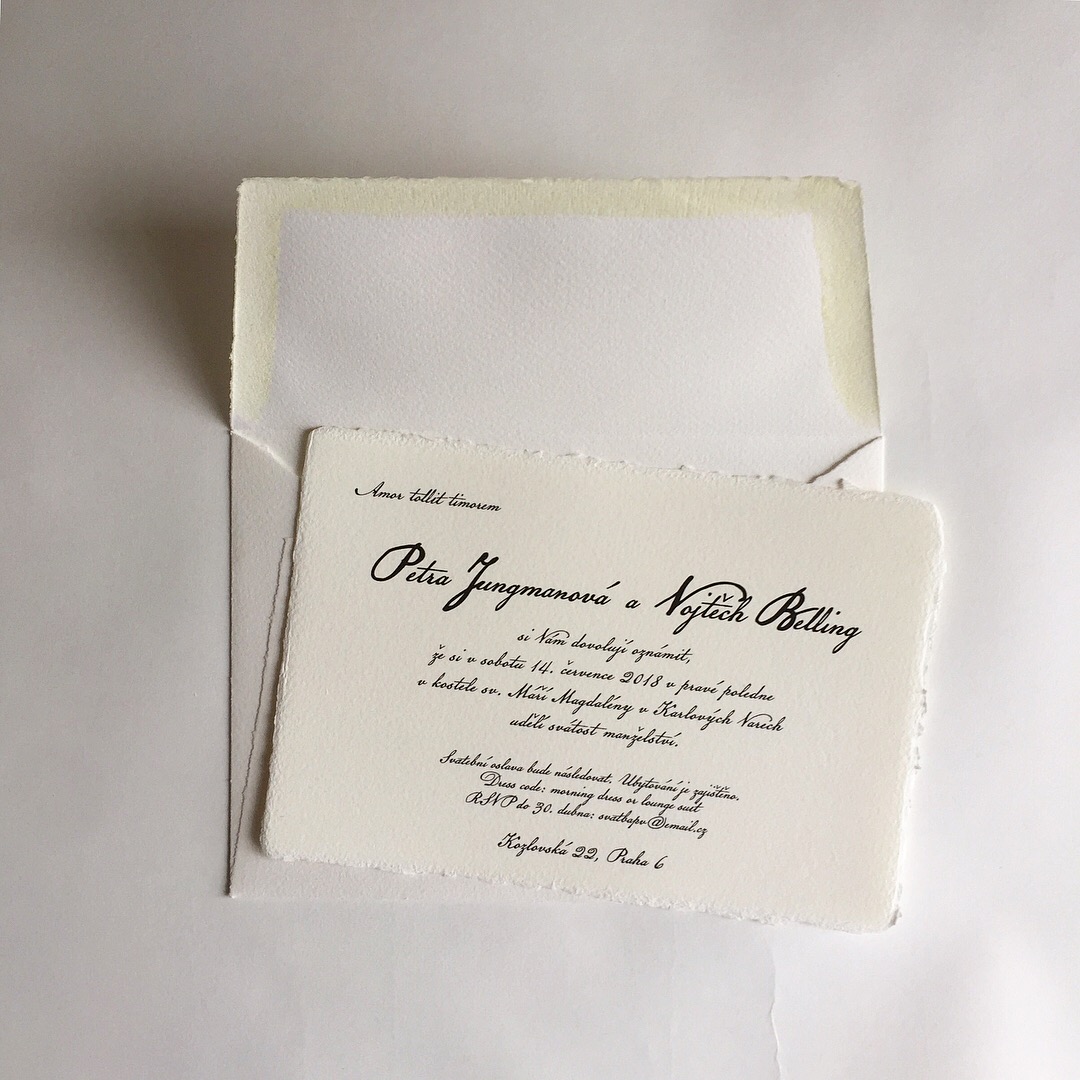 Amor tollit timorem
Petra Jungmanová a Vojtěch Belling
si Vám dovolují oznámit,
že si v sobotu 14. července 2018 v pravé poledne
v kostele sv. Máří Magdalény v Karlových Varech
udělí svátost manželství.
Svatební oslava bude následovat. Ubytování je zajištěno.
Dress code: morning dress or lounge suit
RSVP do 30. dubna: svatbapv@email.cz
Kozlovská 22, Praha 6